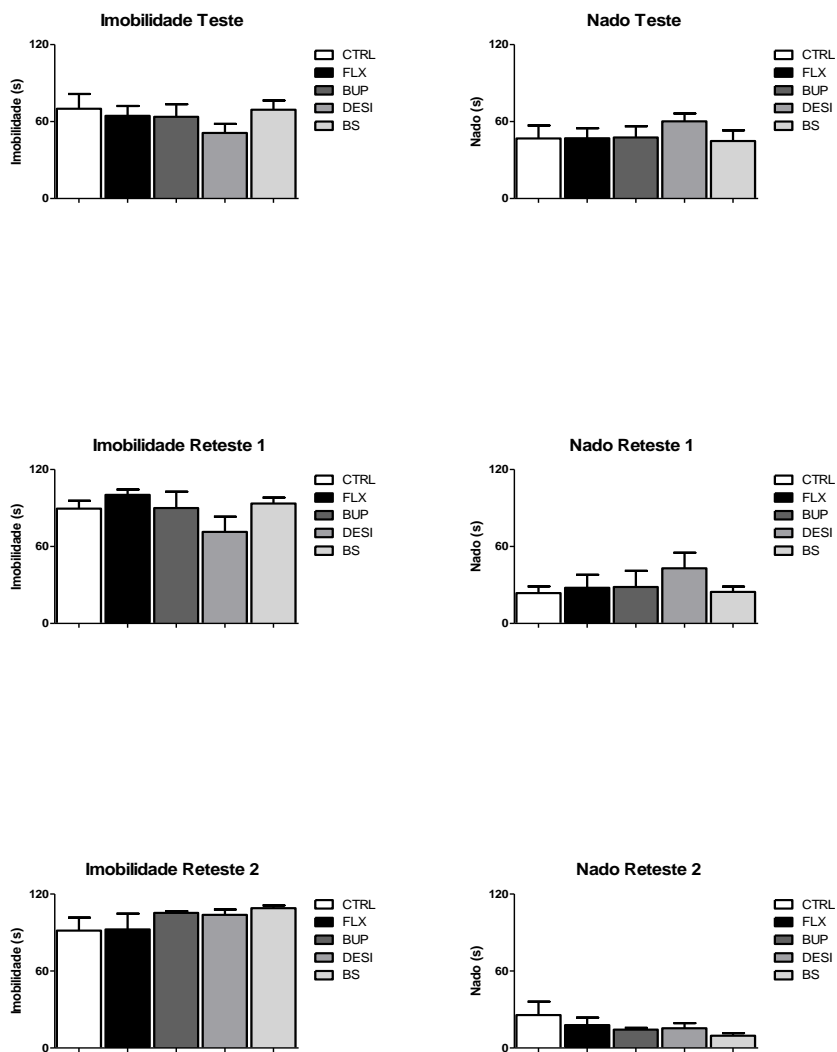 Imobilidade Teste
120
60
0
Imobilidade (s)
CTRL
FLX
BUP
DESI
BS
Nado Teste
120
60
0
Nado (s)
CTRL
FLX
BUP
DESI
BS
Imobilidade Reteste 1
120
60
0
Imobilidade (s)
CTRL
FLX
BUP
DESI
BS
Nado Reteste 1
120
60
0
Nado (s)
CTRL
FLX
BUP
DESI
BS
Imobilidade Reteste 2
120
60
0
Imobilidade (s)
CTRL
FLX
BUP
DESI
BS
Nado Reteste 2
120
60
0
Nado (s)
CTRL
FLX
BUP
DESI
BS